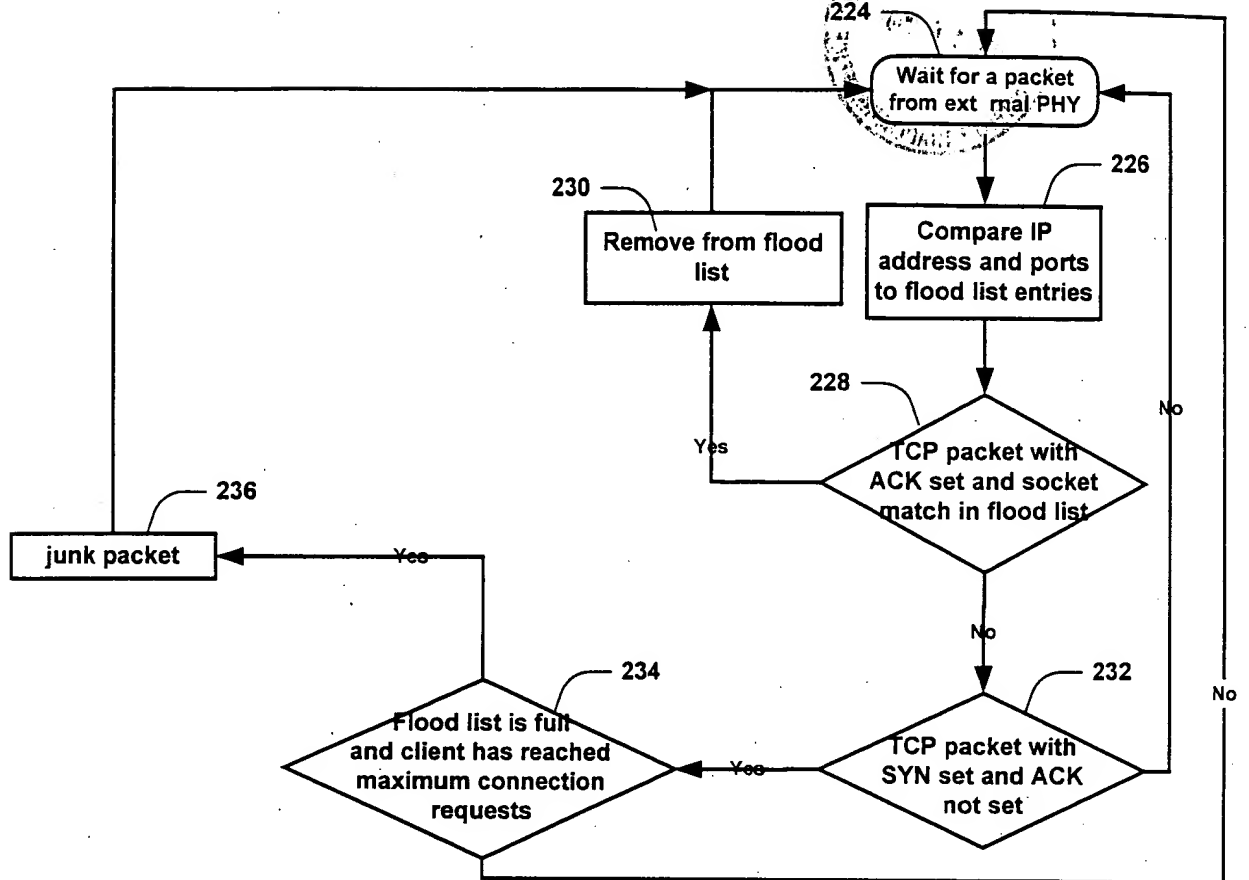 224
Wait for a packet
from ext rnal PHY
226
Compare IP
address and ports
to flood list entries
230
Remove from flood
list
228
TCP packet with
ACK set and socket
match in flood list
Yes
No
236
junk packet
Yes
No
234
Flood list is full
and client has reached
maximum connection
requests
Yes
232
TCP packet with
SYN set and ACK
not set
No